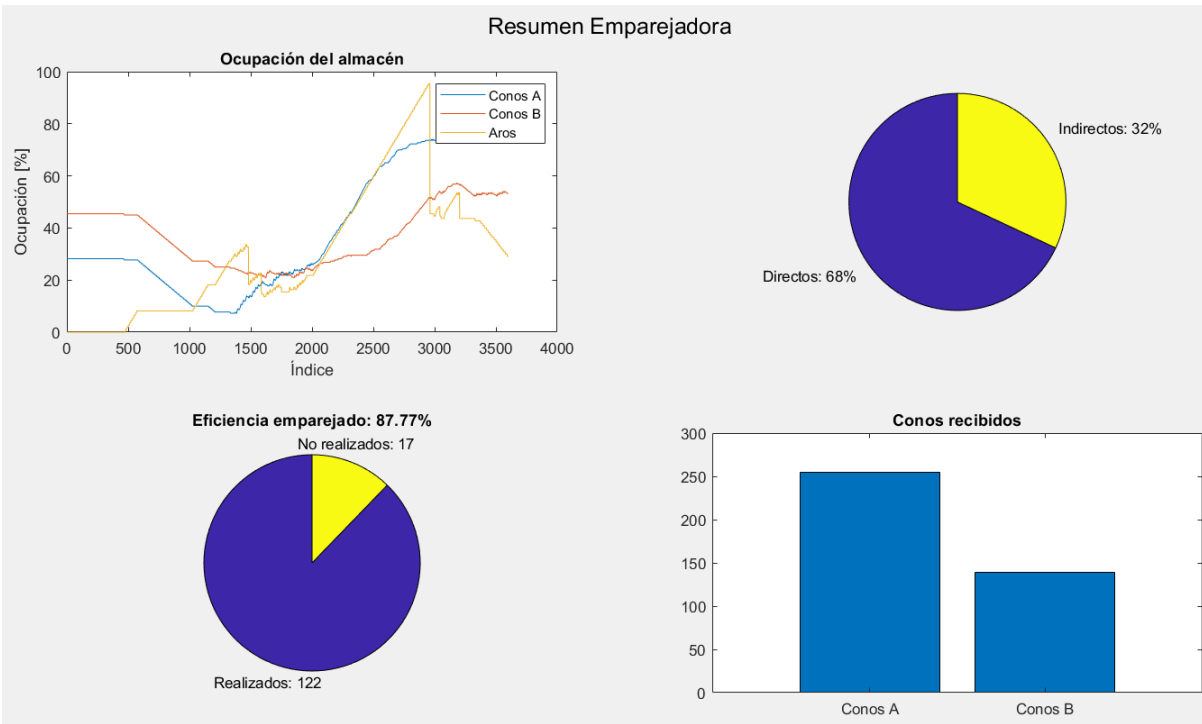 Resumen Emparejadora
Ocupación del almacén
Ocupación [%]
100
80
60
40
20
0
0 500 1000 1500 2000 2500 3000 3500 4000
Índice
Conos A
Conos B
Aros
Indirectos: 32%
Directos: 68%
Eficiencia emparejado: 87.77%
No realizados: 17
Realizados: 122
Conos recibidos
300
250
200
150
100
50
0
Conos A Conos B